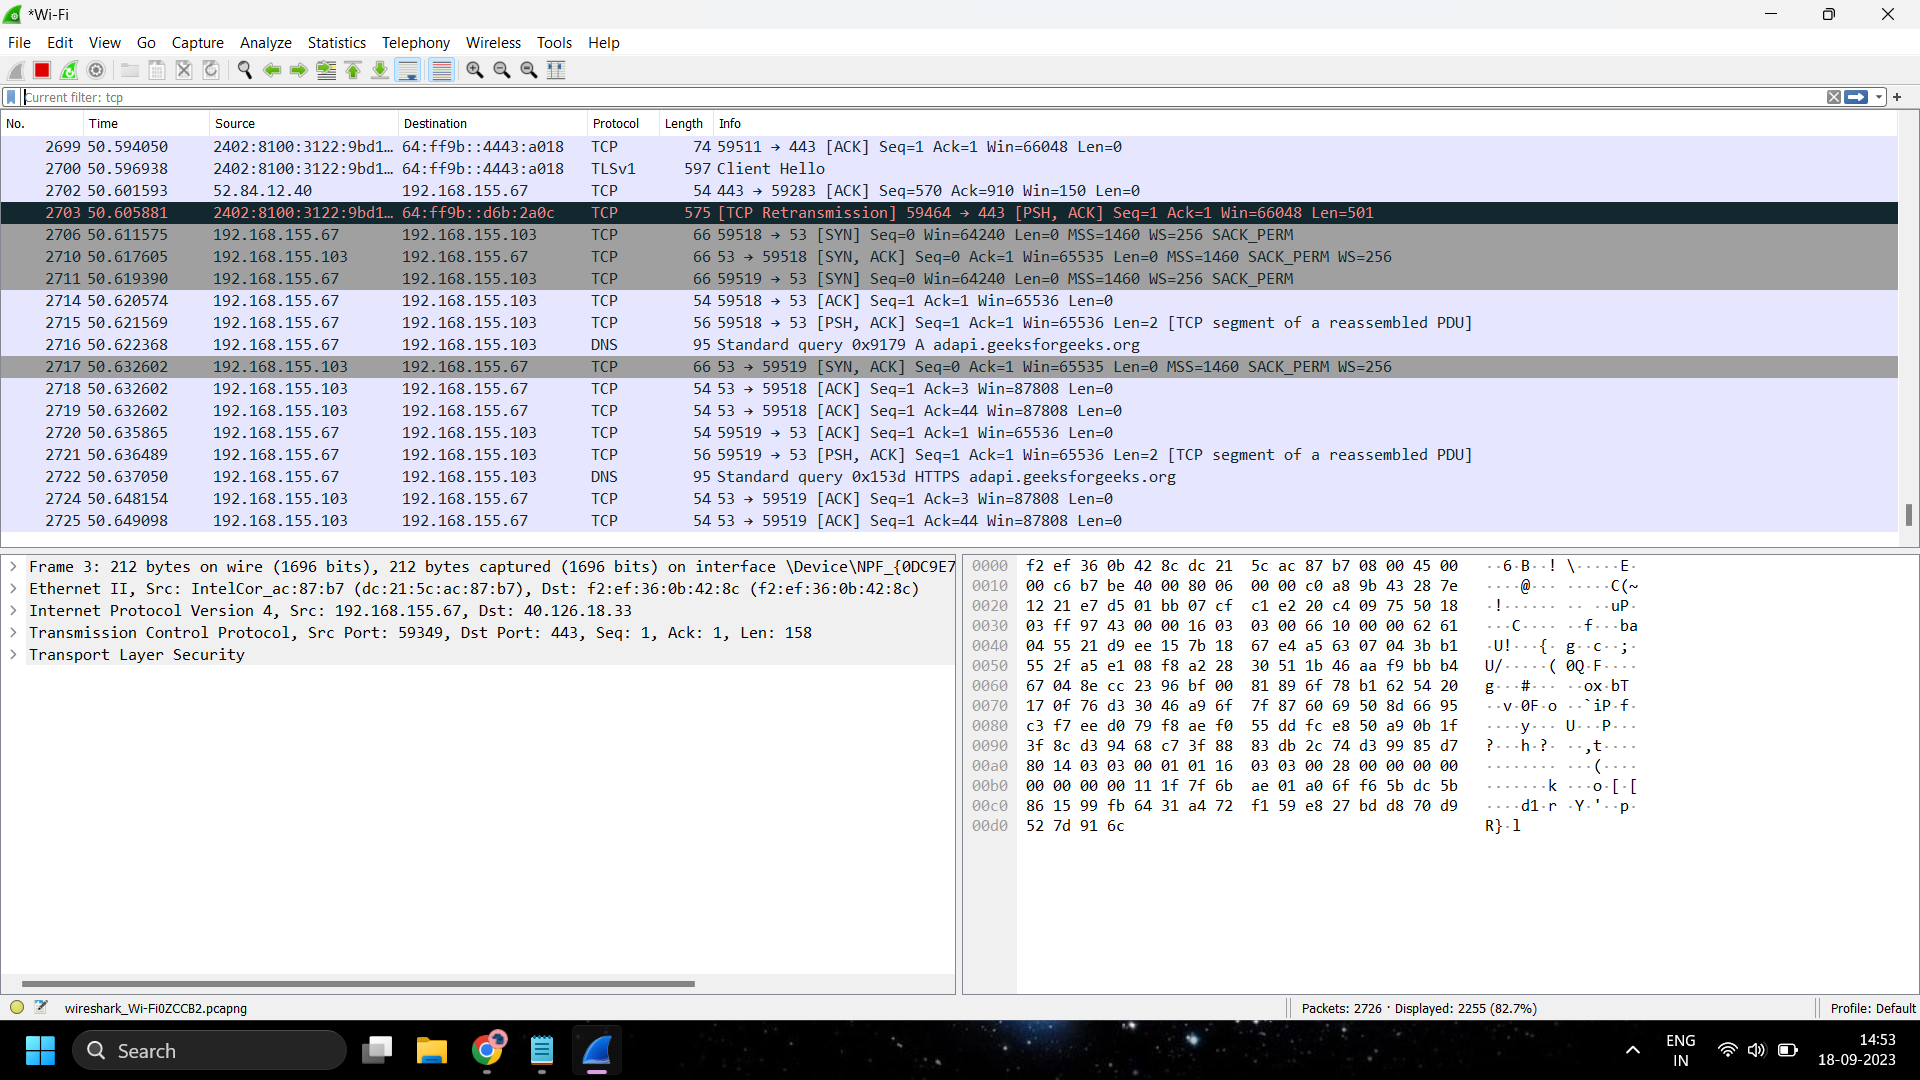 *Wi-Fi
File Edit View Go Capture Analyze Statistics Telephony Wireless Tools Help
Current filter: tcp
No. Time Source Destination Protocol Length Info
2699 50.594050 2402:8100:3122:9bd1… 64:ff9b::4443:a018 TCP 74 59511 → 443 [ACK] Seq=1 Ack=1 Win=66048 Len=0
2700 50.596938 2402:8100:3122:9bd1… 64:ff9b::4443:a018 TLSv1 597 Client Hello
2702 50.601593 52.84.12.40 192.168.155.67 TCP 54 443 → 59283 [ACK] Seq=570 Ack=910 Win=150 Len=0
2703 50.605881 2402:8100:3122:9bd1… 64:ff9b::d6b:2a0c TCP 575 [TCP Retransmission] 59464 → 443 [PSH, ACK] Seq=1 Ack=1 Win=66048 Len=501
2706 50.611575 192.168.155.67 192.168.155.103 TCP 66 59518 → 53 [SYN] Seq=0 Win=64240 Len=0 MSS=1460 WS=256 SACK_PERM
2710 50.617605 192.168.155.103 192.168.155.67 TCP 66 53 → 59518 [SYN, ACK] Seq=0 Ack=1 Win=65535 Len=0 MSS=1460 SACK_PERM WS=256
2711 50.619390 192.168.155.67 192.168.155.103 TCP 66 59519 → 53 [SYN] Seq=0 Win=64240 Len=0 MSS=1460 WS=256 SACK_PERM
2714 50.620574 192.168.155.67 192.168.155.103 TCP 54 59518 → 53 [ACK] Seq=1 Ack=1 Win=65536 Len=0
2715 50.621569 192.168.155.67 192.168.155.103 TCP 56 59518 → 53 [PSH, ACK] Seq=1 Ack=1 Win=65536 Len=2 [TCP segment of a reassembled PDU]
2716 50.622368 192.168.155.67 192.168.155.103 DNS 95 Standard query 0x9179 A adapi.geeksforgeeks.org
2717 50.632602 192.168.155.103 192.168.155.67 TCP 66 53 → 59519 [SYN, ACK] Seq=0 Ack=1 Win=65535 Len=0 MSS=1460 SACK_PERM WS=256
2718 50.632602 192.168.155.103 192.168.155.67 TCP 54 53 → 59518 [ACK] Seq=1 Ack=3 Win=87808 Len=0
2719 50.632602 192.168.155.103 192.168.155.67 TCP 54 53 → 59518 [ACK] Seq=1 Ack=44 Win=87808 Len=0
2720 50.635865 192.168.155.67 192.168.155.103 TCP 54 59519 → 53 [ACK] Seq=1 Ack=1 Win=65536 Len=0
2721 50.636489 192.168.155.67 192.168.155.103 TCP 56 59519 → 53 [PSH, ACK] Seq=1 Ack=1 Win=65536 Len=2 [TCP segment of a reassembled PDU]
2722 50.637050 192.168.155.67 192.168.155.103 DNS 95 Standard query 0x153d HTTPS adapi.geeksforgeeks.org
2724 50.648154 192.168.155.103 192.168.155.67 TCP 54 53 → 59519 [ACK] Seq=1 Ack=3 Win=87808 Len=0
2725 50.649098 192.168.155.103 192.168.155.67 TCP 54 53 → 59519 [ACK] Seq=1 Ack=44 Win=87808 Len=0
Frame 3: 212 bytes on wire (1696 bits), 212 bytes captured (1696 bits) on interface \Device\NPF_{0DC9E7
Ethernet II, Src: IntelCor_ac:87:b7 (dc:21:5c:ac:87:b7), Dst: f2:ef:36:0b:42:8c (f2:ef:36:0b:42:8c)
Internet Protocol Version 4, Src: 192.168.155.67, Dst: 40.126.18.33
Transmission Control Protocol, Src Port: 59349, Dst Port: 443, Seq: 1, Ack: 1, Len: 158
Transport Layer Security
0000 f2 ef 36 0b 42 8c dc 21 5c ac 87 b7 08 00 45 00 ··6·B··! \·····E·
0010 00 c6 b7 be 40 00 80 06 00 00 c0 a8 9b 43 28 7e ····@··· ·····C(~
0020 12 21 e7 d5 01 bb 07 cf c1 e2 20 c4 09 75 50 18 ·!······ ·· ··uP·
0030 03 ff 97 43 00 00 16 03 03 00 66 10 00 00 62 61 ···C···· ··f···ba
0040 04 55 21 d9 ee 15 7b 18 67 e4 a5 63 07 04 3b b1 ·U!···{· g··c··;·
0050 55 2f a5 e1 08 f8 a2 28 30 51 1b 46 aa f9 bb b4 U/·····( 0Q·F····
0060 67 04 8e cc 23 96 bf 00 81 89 6f 78 b1 62 54 20 g···#··· ··ox·bT
0070 17 0f 76 d3 30 46 a9 6f 7f 87 60 69 50 8d 66 95 ··v·0F·o ··`iP·f·
0080 c3 f7 ee d0 79 f8 ae f0 55 dd fc e8 50 a9 0b 1f ····y··· U···P···
0090 3f 8c d3 94 68 c7 3f 88 83 db 2c 74 d3 99 85 d7 ?···h·?· ··,t····
00a0 80 14 03 03 00 01 01 16 03 03 00 28 00 00 00 00 ········ ···(····
00b0 00 00 00 00 11 1f 7f 6b ae 01 a0 6f f6 5b dc 5b ·······k ···o·[·[
00c0 86 15 99 fb 64 31 a4 72 f1 59 e8 27 bd d8 70 d9 ····d1·r ·Y·'··p·
00d0 52 7d 91 6c R}·l
wireshark_Wi-Fi0ZCCB2.pcapng
Packets: 2726 · Displayed: 2255 (82.7%)
Profile: Default
Search
ENG
IN
14:53
18-09-2023